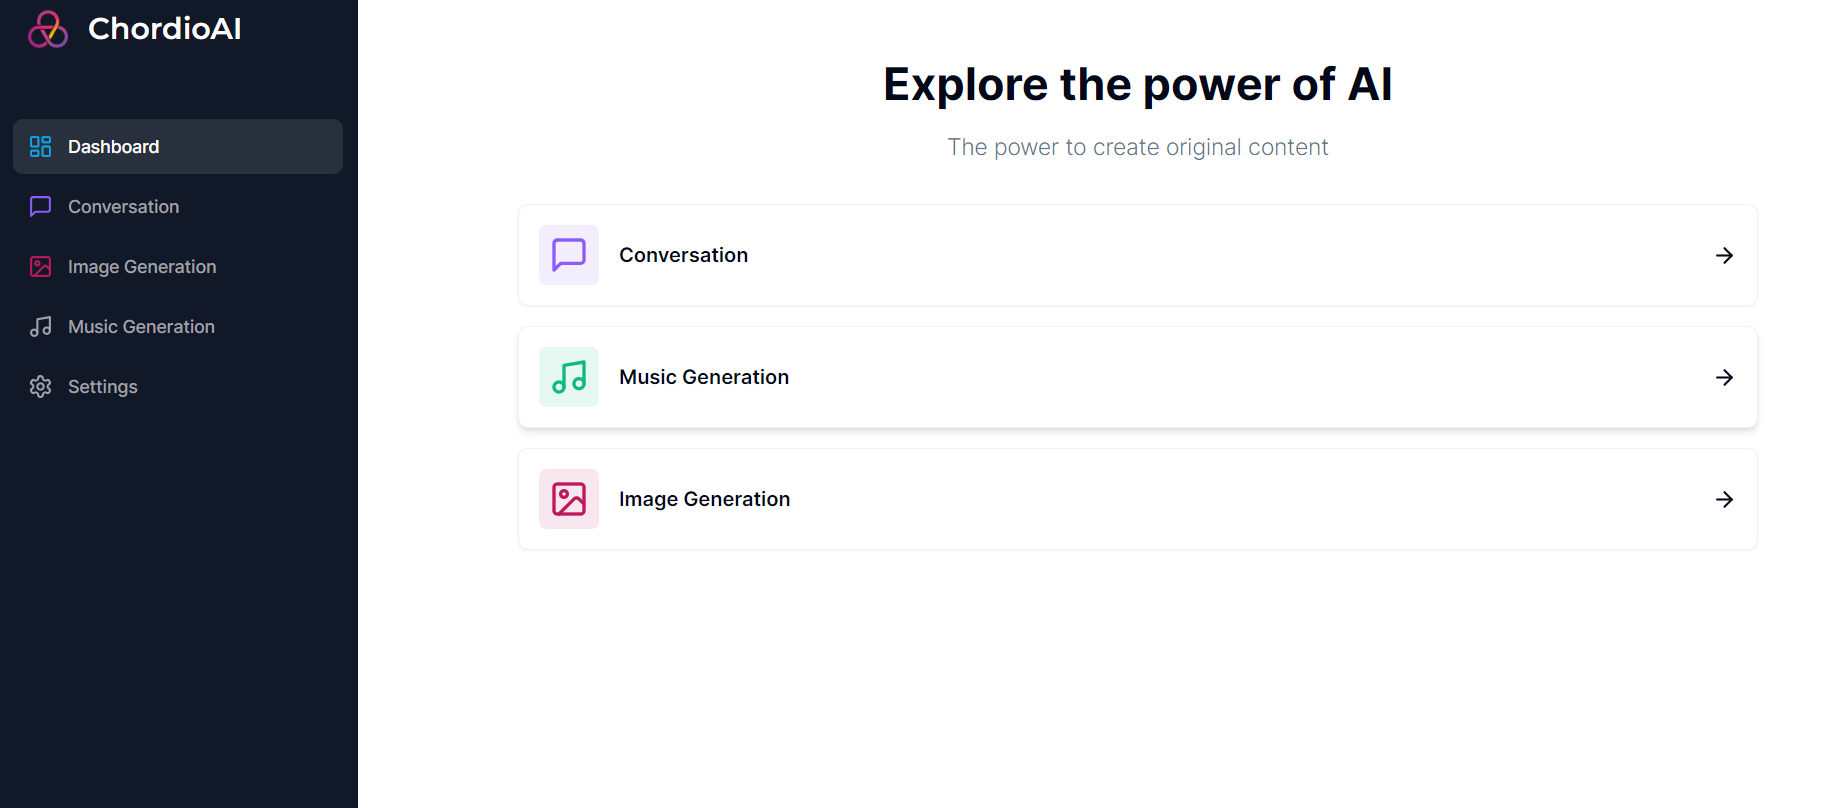 ChordioAI
Dashboard
Conversation
Image Generation
Music Generation
Settings
Explore the power of AI
The power to create original content
Conversation
Music Generation
Image Generation